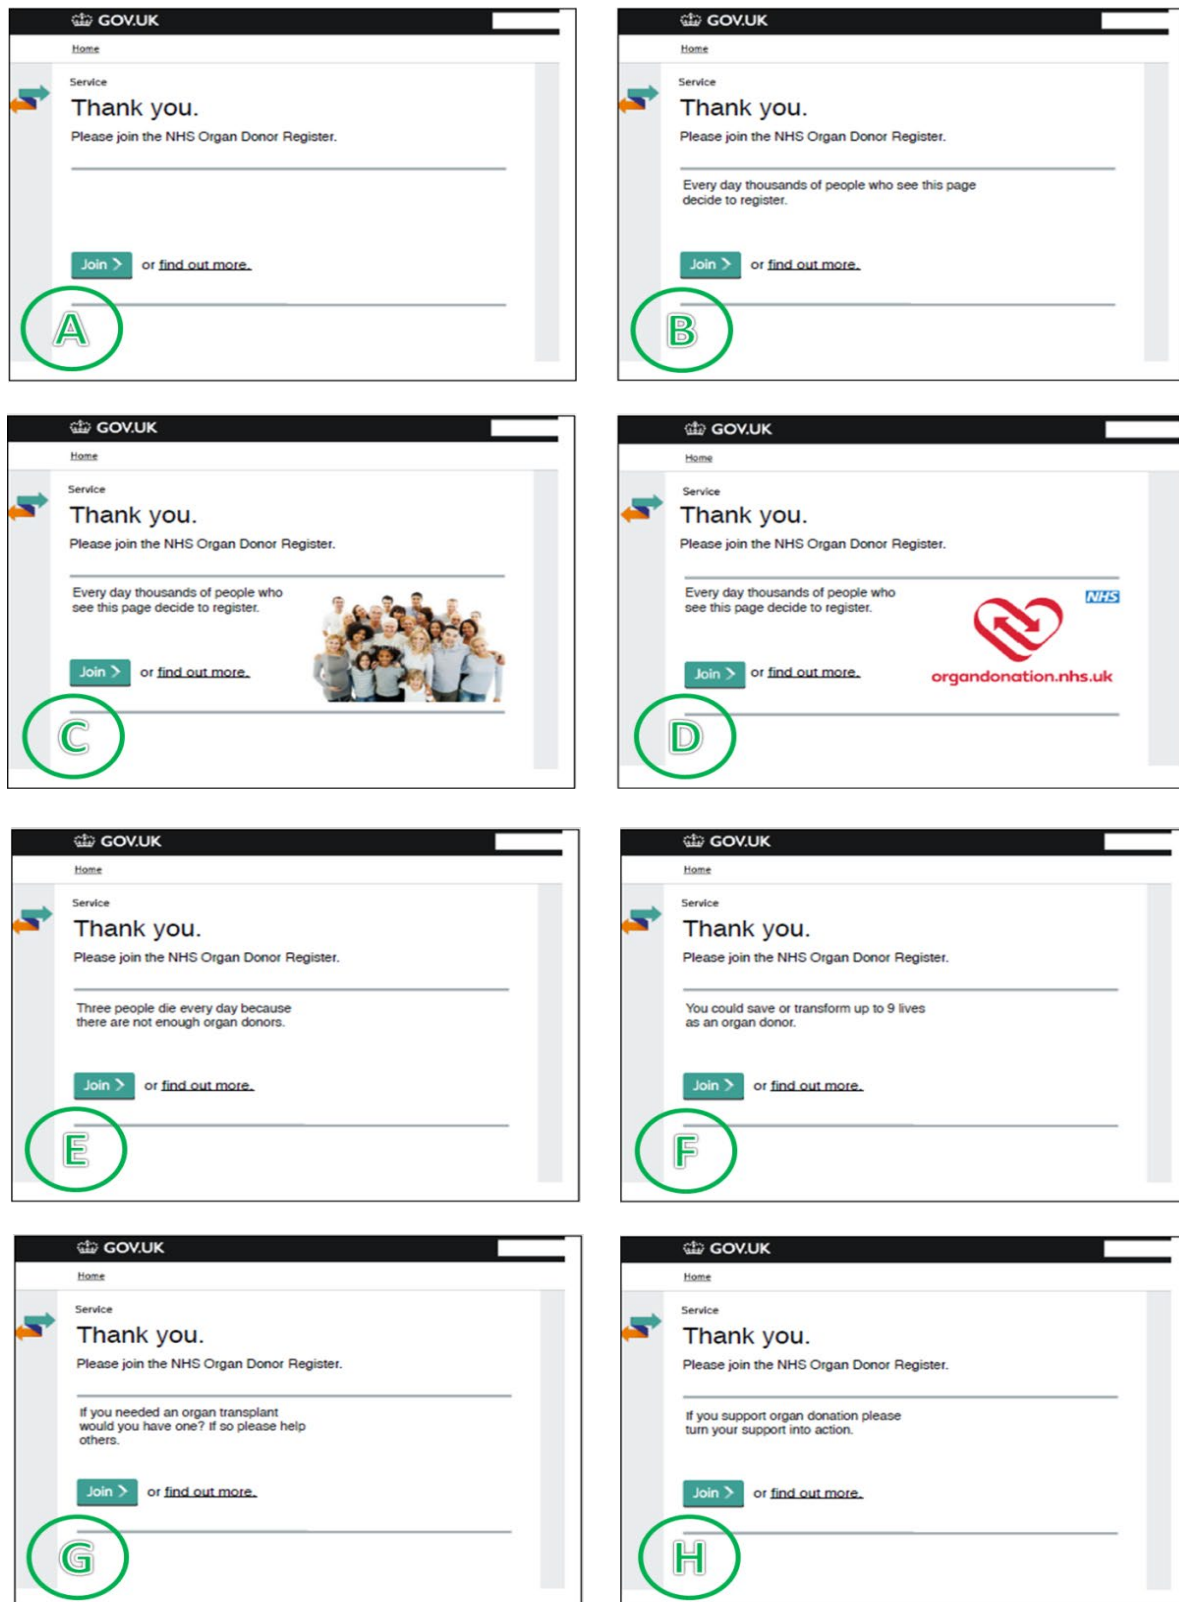 GOV.UK
Home
Service
Thank you.
Please join the NHS Organ Donor Register.
Join > or find out more.
A
GOV.UK
Home
Service
Thank you.
Please join the NHS Organ Donor Register.
Every day thousands of people who see this page
decide to register.
Join > or find out more.
B
GOV.UK
Home
Service
Thank you.
Please join the NHS Organ Donor Register.
Every day thousands of people who
see this page decide to register.
Join > or find out more.
C
GOV.UK
Home
Service
Thank you.
Please join the NHS Organ Donor Register.
Every day thousands of people who
see this page decide to register.
NHS
organdonation.nhs.uk
Join > or find out more.
D
GOV.UK
Home
Service
Thank you.
Please join the NHS Organ Donor Register.
Three people die every day because
there are not enough organ donors.
Join > or find out more.
E
GOV.UK
Home
Service
Thank you.
Please join the NHS Organ Donor Register.
You could save or transform up to 9 lives
as an organ donor.
Join > or find out more.
F
GOV.UK
Home
Service
Thank you.
Please join the NHS Organ Donor Register.
If you needed an organ transplant
would you have one? If so please help
others.
Join > or find out more.
G
GOV.UK
Home
Service
Thank you.
Please join the NHS Organ Donor Register.
If you support organ donation please
turn your support into action.
Join > or find out more.
H